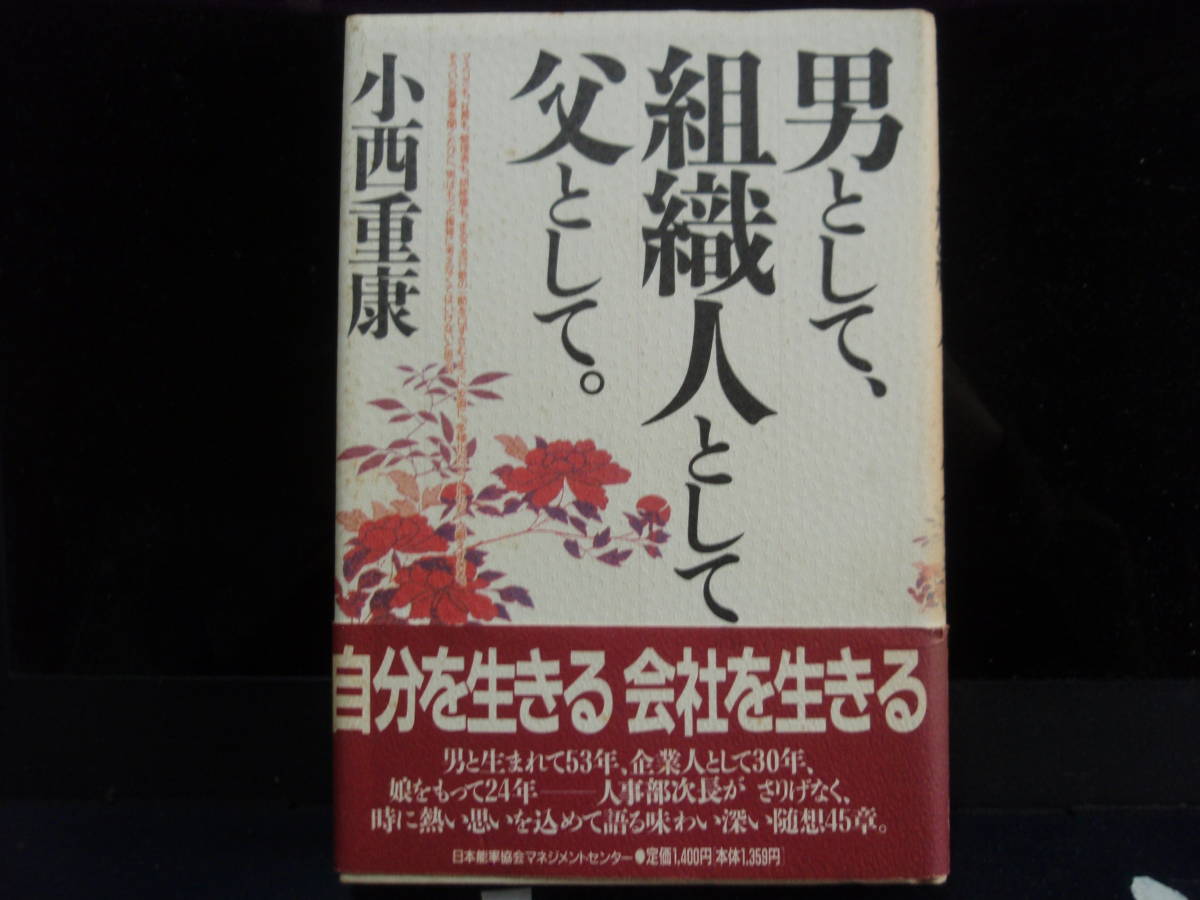 男として、
組織人として
父として。
小西重康
自分を生きる 会社を生きる
男と生まれて53年、企業人として30年、
娘をもって24年――人事部次長が さりげなく、
時に熱い思いを込めて語る味わい深い随想45章。
日本能率協会マネジメントセンター●定価1,400円[本体1,359円]